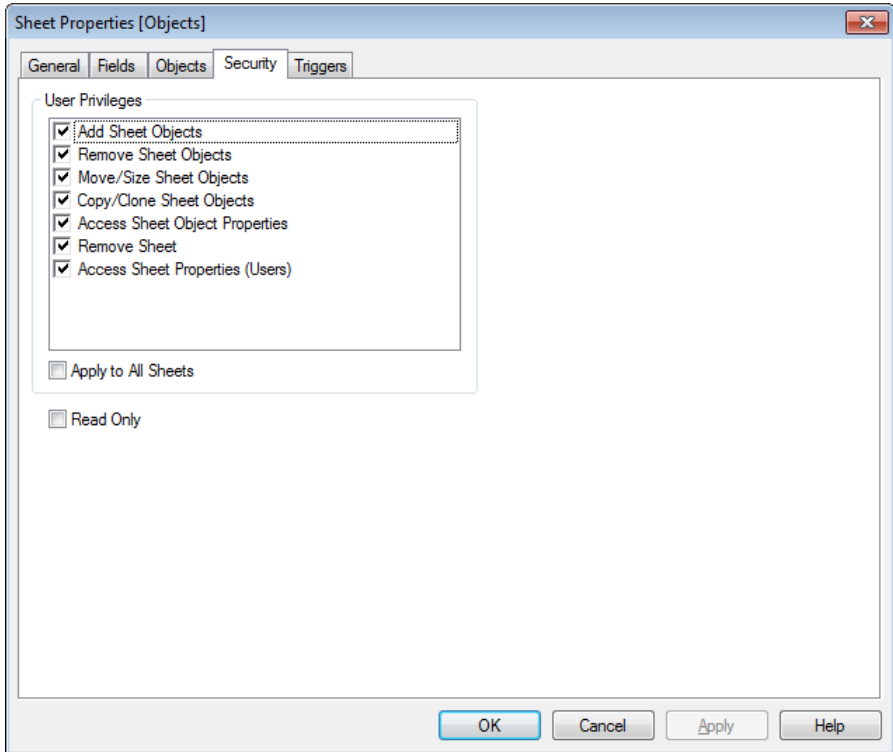 Sheet Properties [Objects]
General Fields Objects Security Triggers
User Privileges
Add Sheet Objects
Remove Sheet Objects
Move/Size Sheet Objects
Copy/Clone Sheet Objects
Access Sheet Object Properties
Remove Sheet
Access Sheet Properties (Users)
Apply to All Sheets
Read Only
OK Cancel Apply Help